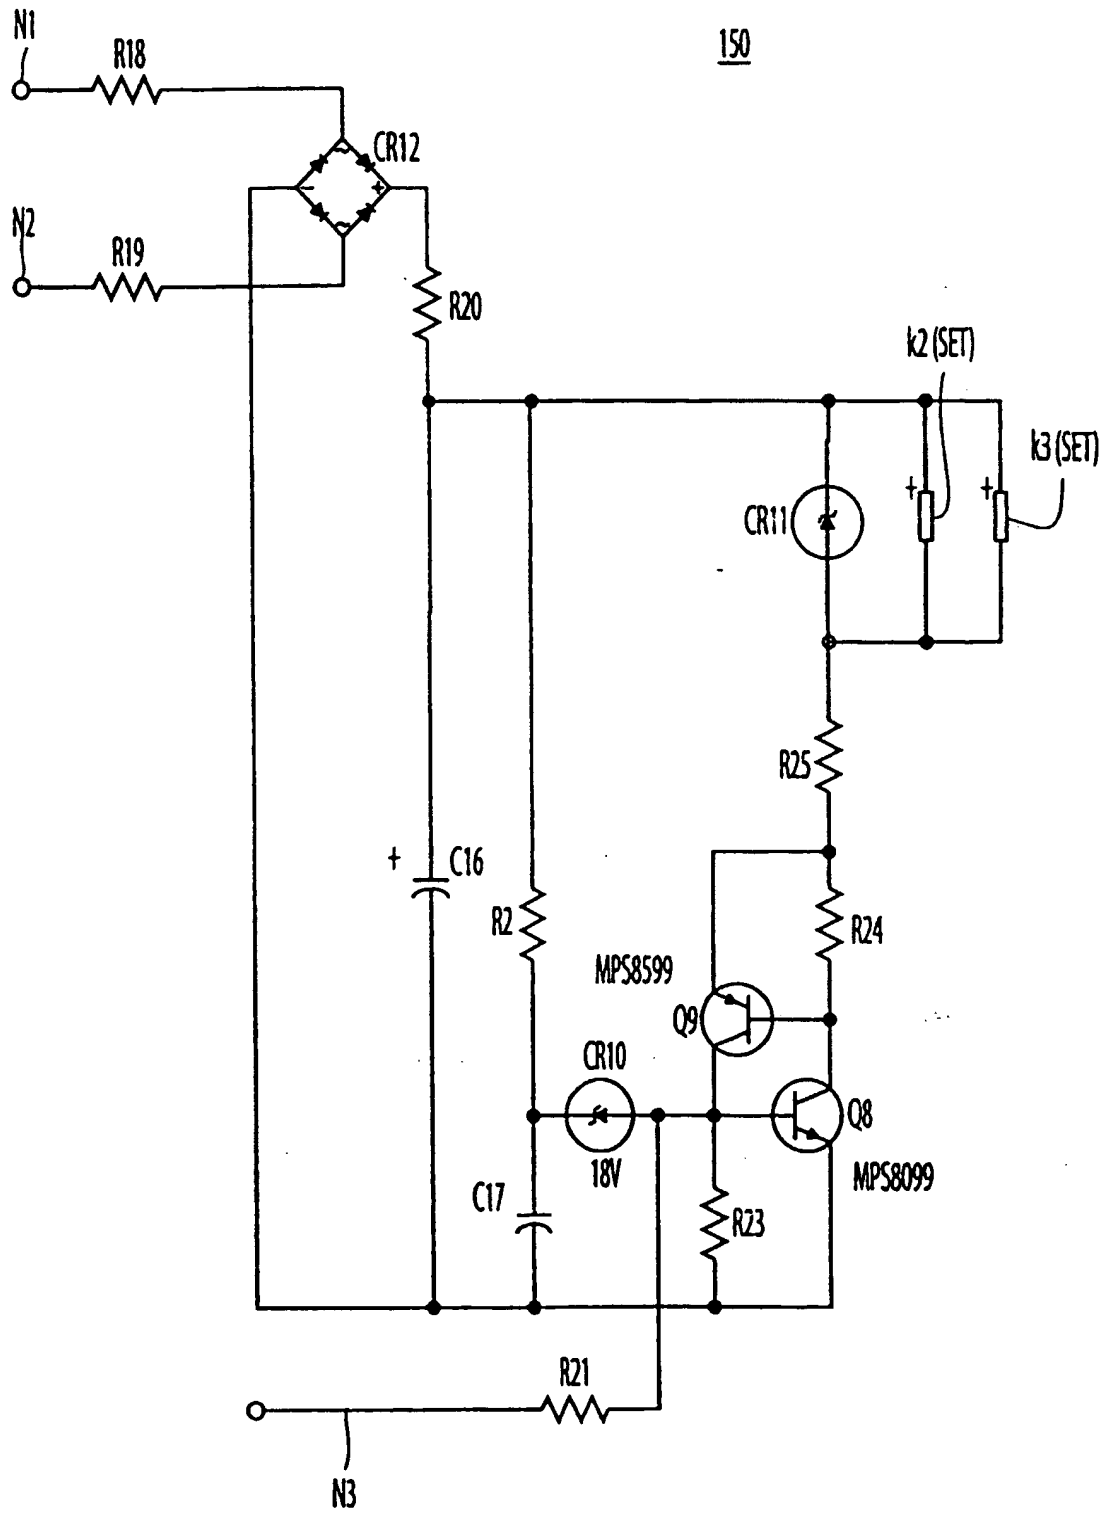 N1
R18
150
CR12
N2
R19
R20
k2 (SET)
k3 (SET)
+
+
CR11
R25
+
C16
R2
R24
MPS8599
Q9
CR10
Q8
18V
MPS8099
C17
R23
R21
N3